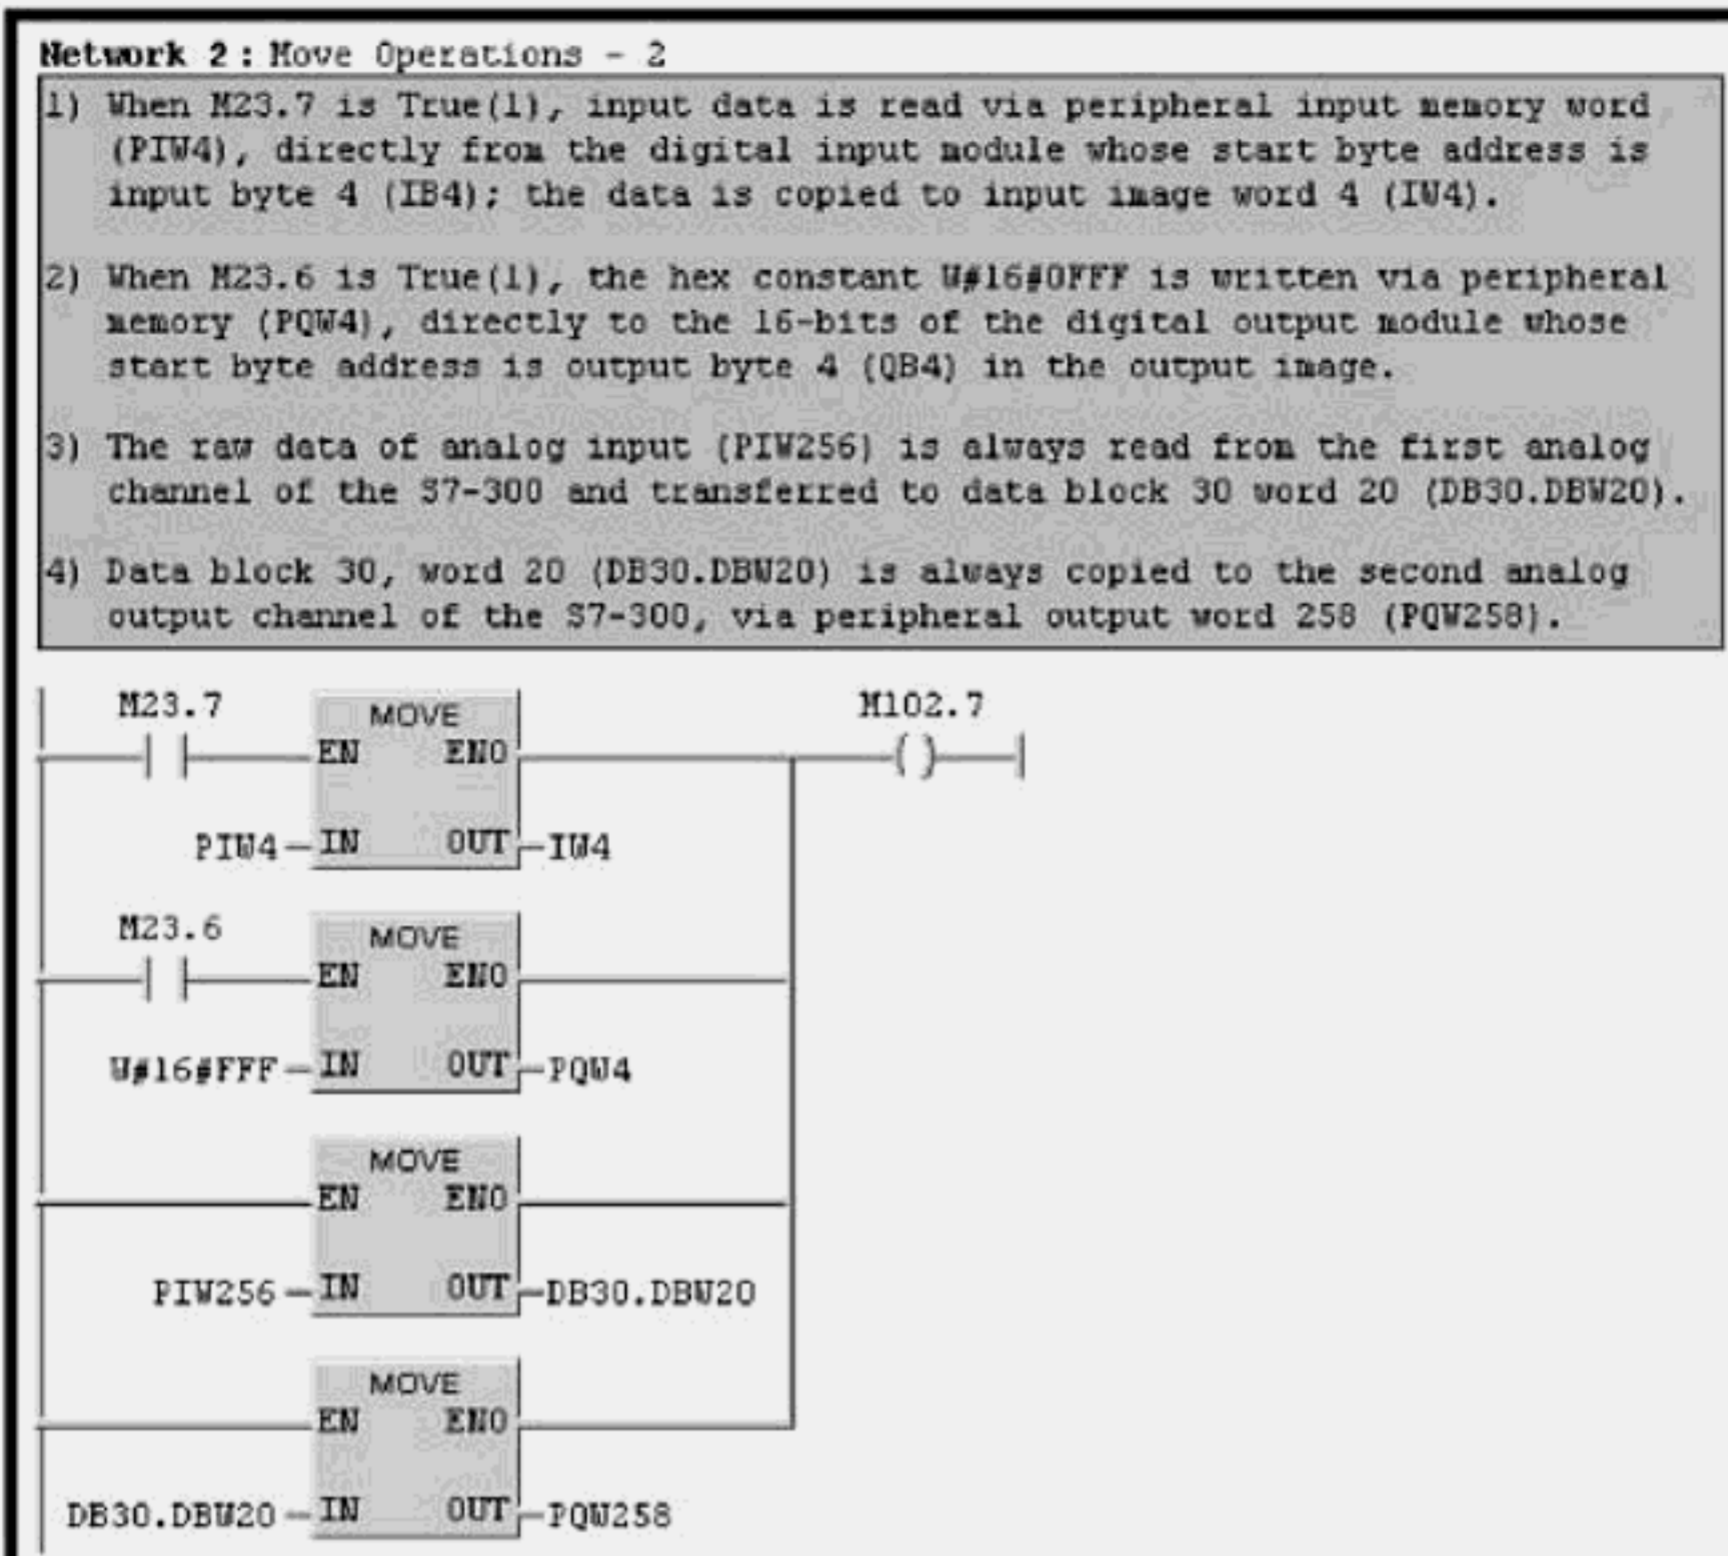 Network 2: Move Operations - 2
1) When M23.7 is True(1), input data is read via peripheral input memory word
(PIW4), directly from the digital input module whose start byte address is
input byte 4 (IB4); the data is copied to input image word 4 (IW4).
2) When M23.6 is True(1), the hex constant W#16#0FFF is written via peripheral
memory (PQW4), directly to the 16-bits of the digital output module whose
start byte address is output byte 4 (QB4) in the output image.
3) The raw data of analog input (PIW256) is always read from the first analog
channel of the S7-300 and transferred to data block 30 word 20 (DB30.DBW20).
4) Data block 30, word 20 (DB30.DBW20) is always copied to the second analog
output channel of the S7-300, via peripheral output word 258 (PQW258).
M23.7 MOVE M102.7
EN ENO ( )
PIW4 IN OUT IW4
M23.6 MOVE
EN ENO
W#16#FFF IN OUT PQW4
MOVE
EN ENO
PIW256 IN OUT DB30.DBW20
MOVE
EN ENO
DB30.DBW20 IN OUT PQW258